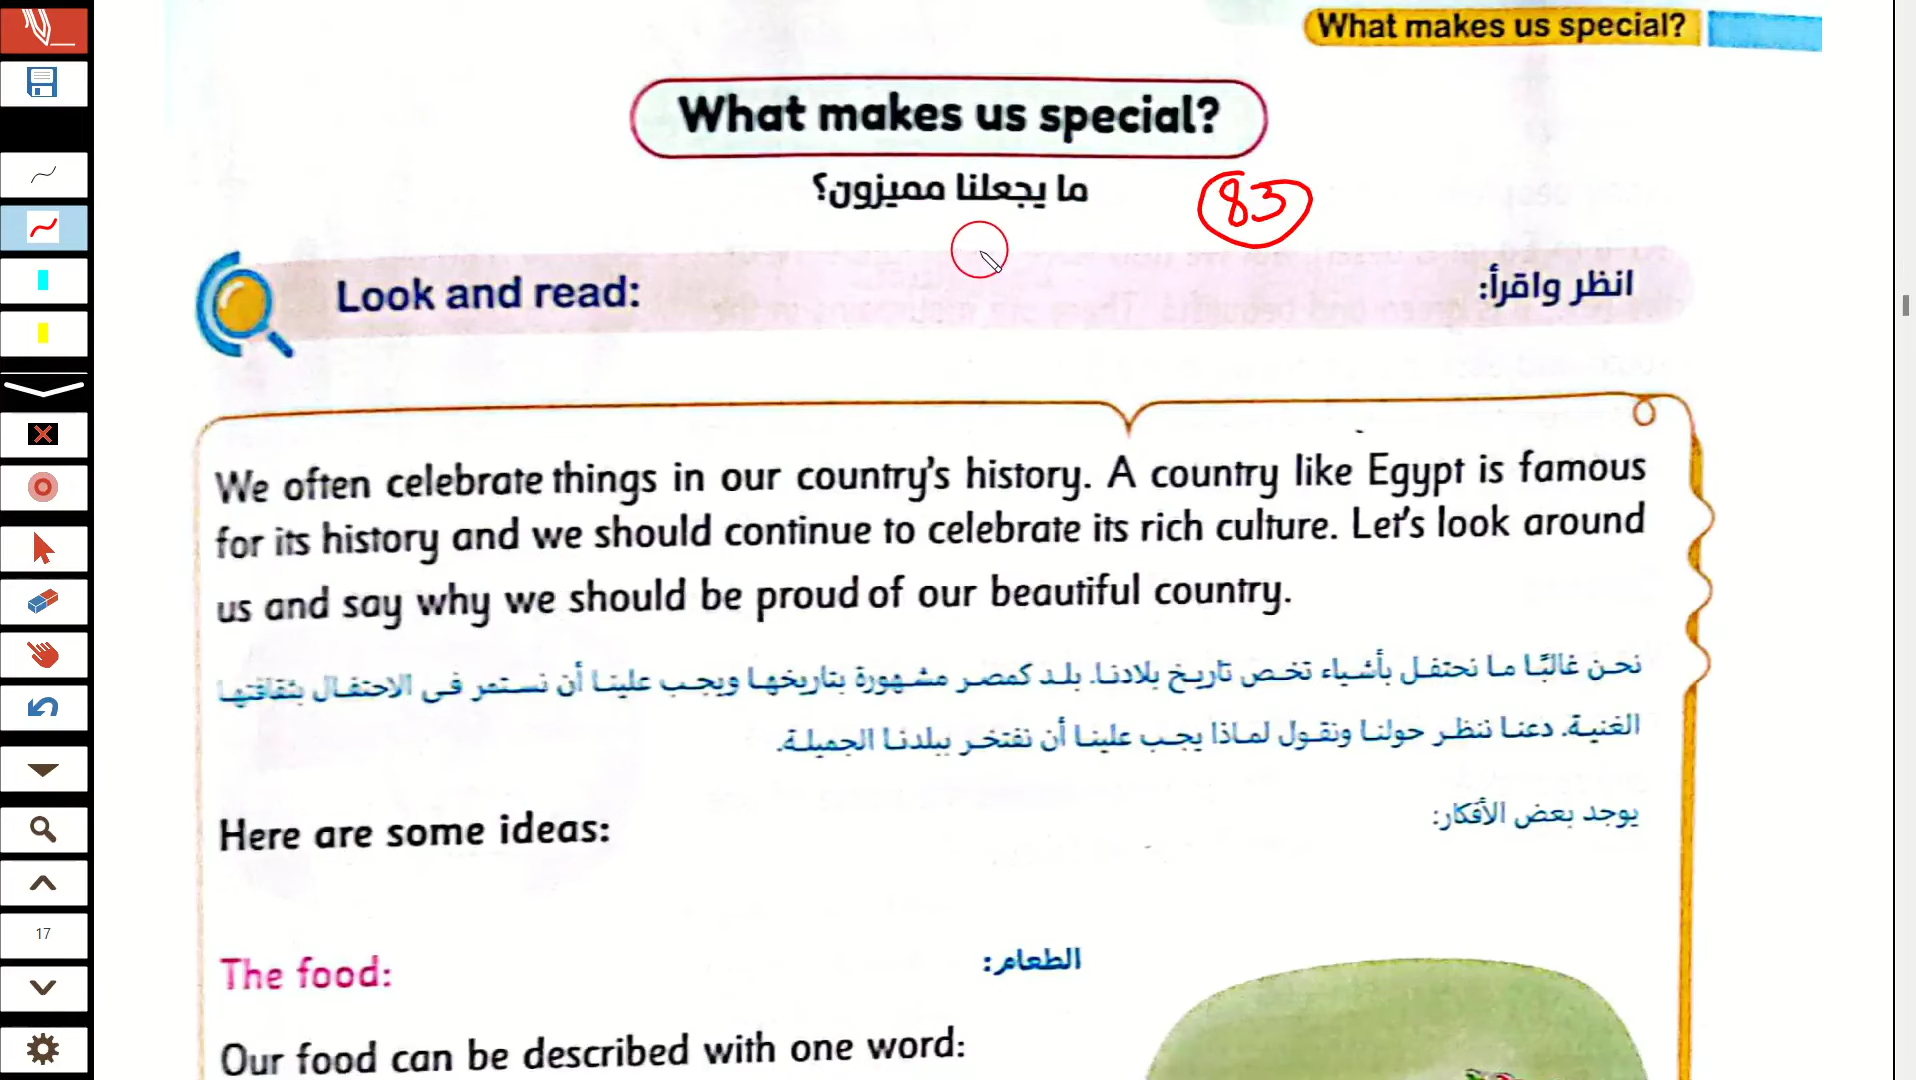 What makes us special?
What makes us special?
ما يجعلنا مميزون؟
83
Look and read:
انظر واقرأ:
We often celebrate things in our country's history. A country like Egypt is famous
for its history and we should continue to celebrate its rich culture. Let's look around
us and say why we should be proud of our beautiful country.
نحن غالبًا ما نحتفل بأشياء تخص تاريخ بلادنا. بلد كمصر مشهورة بتاريخها ويجب علينا أن نستمر فى الاحتفال بثقافتها
الغنية. دعنا ننظر حولنا ونقول لماذا يجب علينا أن نفتخر ببلدنا الجميلة.
Here are some ideas:
يوجد بعض الأفكار:
The food:
الطعام:
Our food can be described with one word:
17